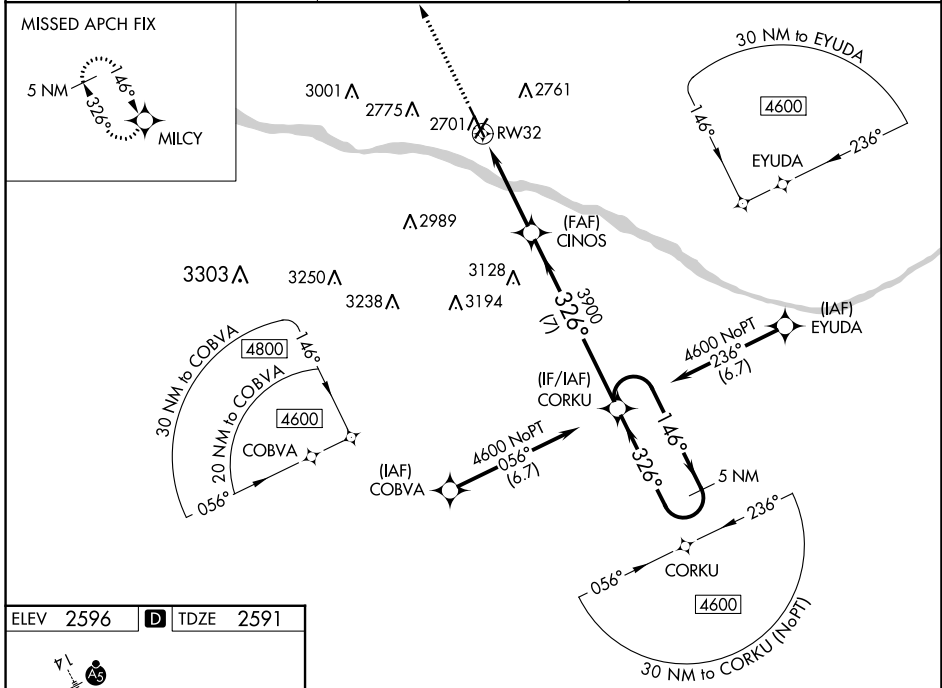 MISSED APCH FIX
5 NM
146°
326°
MILCY
3001
2775
2761
2701
RW32
30 NM to EYUDA
4600
146°
236°
EYUDA
2989
(FAF)
CINOS
3303
3250
3128
3238
3194
3900
326°
(7)
(IAF)
EYUDA
4600 NoPT
236°
(6.7)
30 NM to COBVA
4800
146°
20 NM to COBVA
4600
COBVA
056°
(IF/IAF)
CORKU
4600 NoPT
056°
(6.7)
(IAF)
COBVA
146°
326°
5 NM
236°
056°
CORKU
4600
30 NM to CORKU (NoPT)
ELEV 2596 D TDZE 2591
14
A5